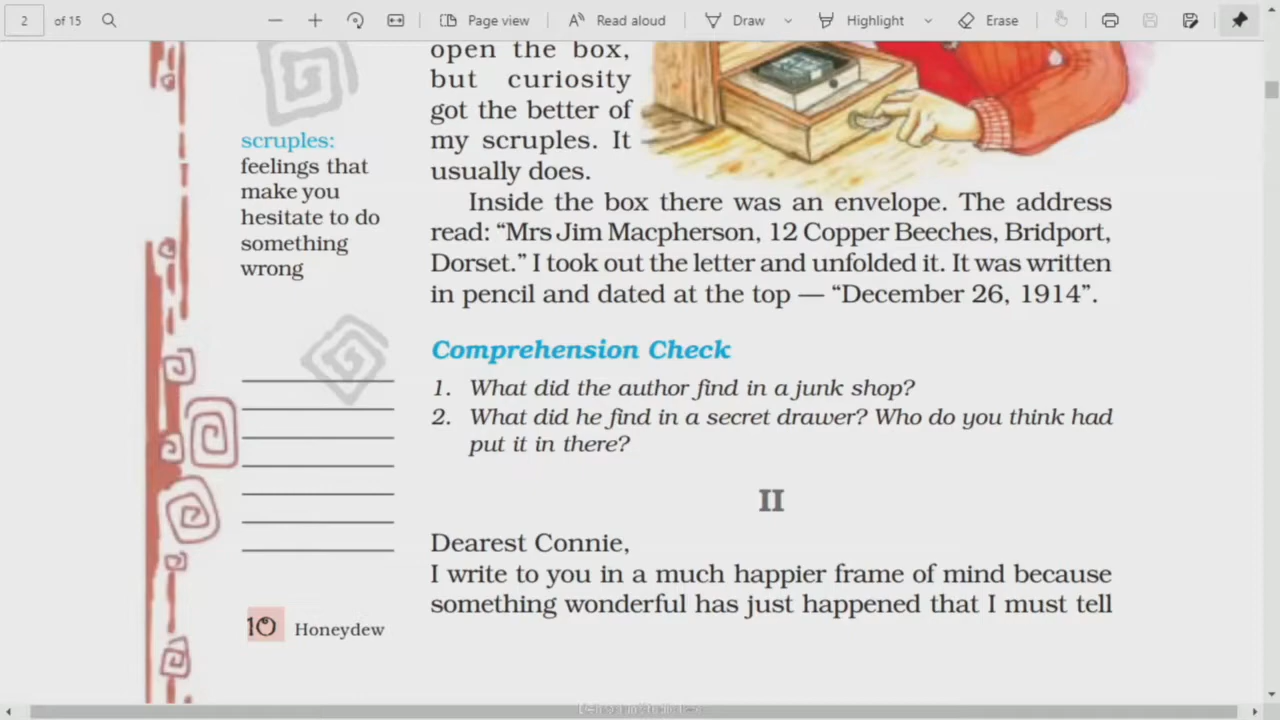 2 of 15 Page view Read aloud Draw Highlight Erase
open the box,
but curiosity
got the better of
my scruples. It
usually does.
scruples:
feelings that
make you
hesitate to do
something
wrong
Inside the box there was an envelope. The address
read: “Mrs Jim Macpherson, 12 Copper Beeches, Bridport,
Dorset.” I took out the letter and unfolded it. It was written
in pencil and dated at the top — “December 26, 1914”.
Comprehension Check
1. What did the author find in a junk shop?
2. What did he find in a secret drawer? Who do you think had
put it in there?
II
Dearest Connie,
I write to you in a much happier frame of mind because
something wonderful has just happened that I must tell
10 Honeydew